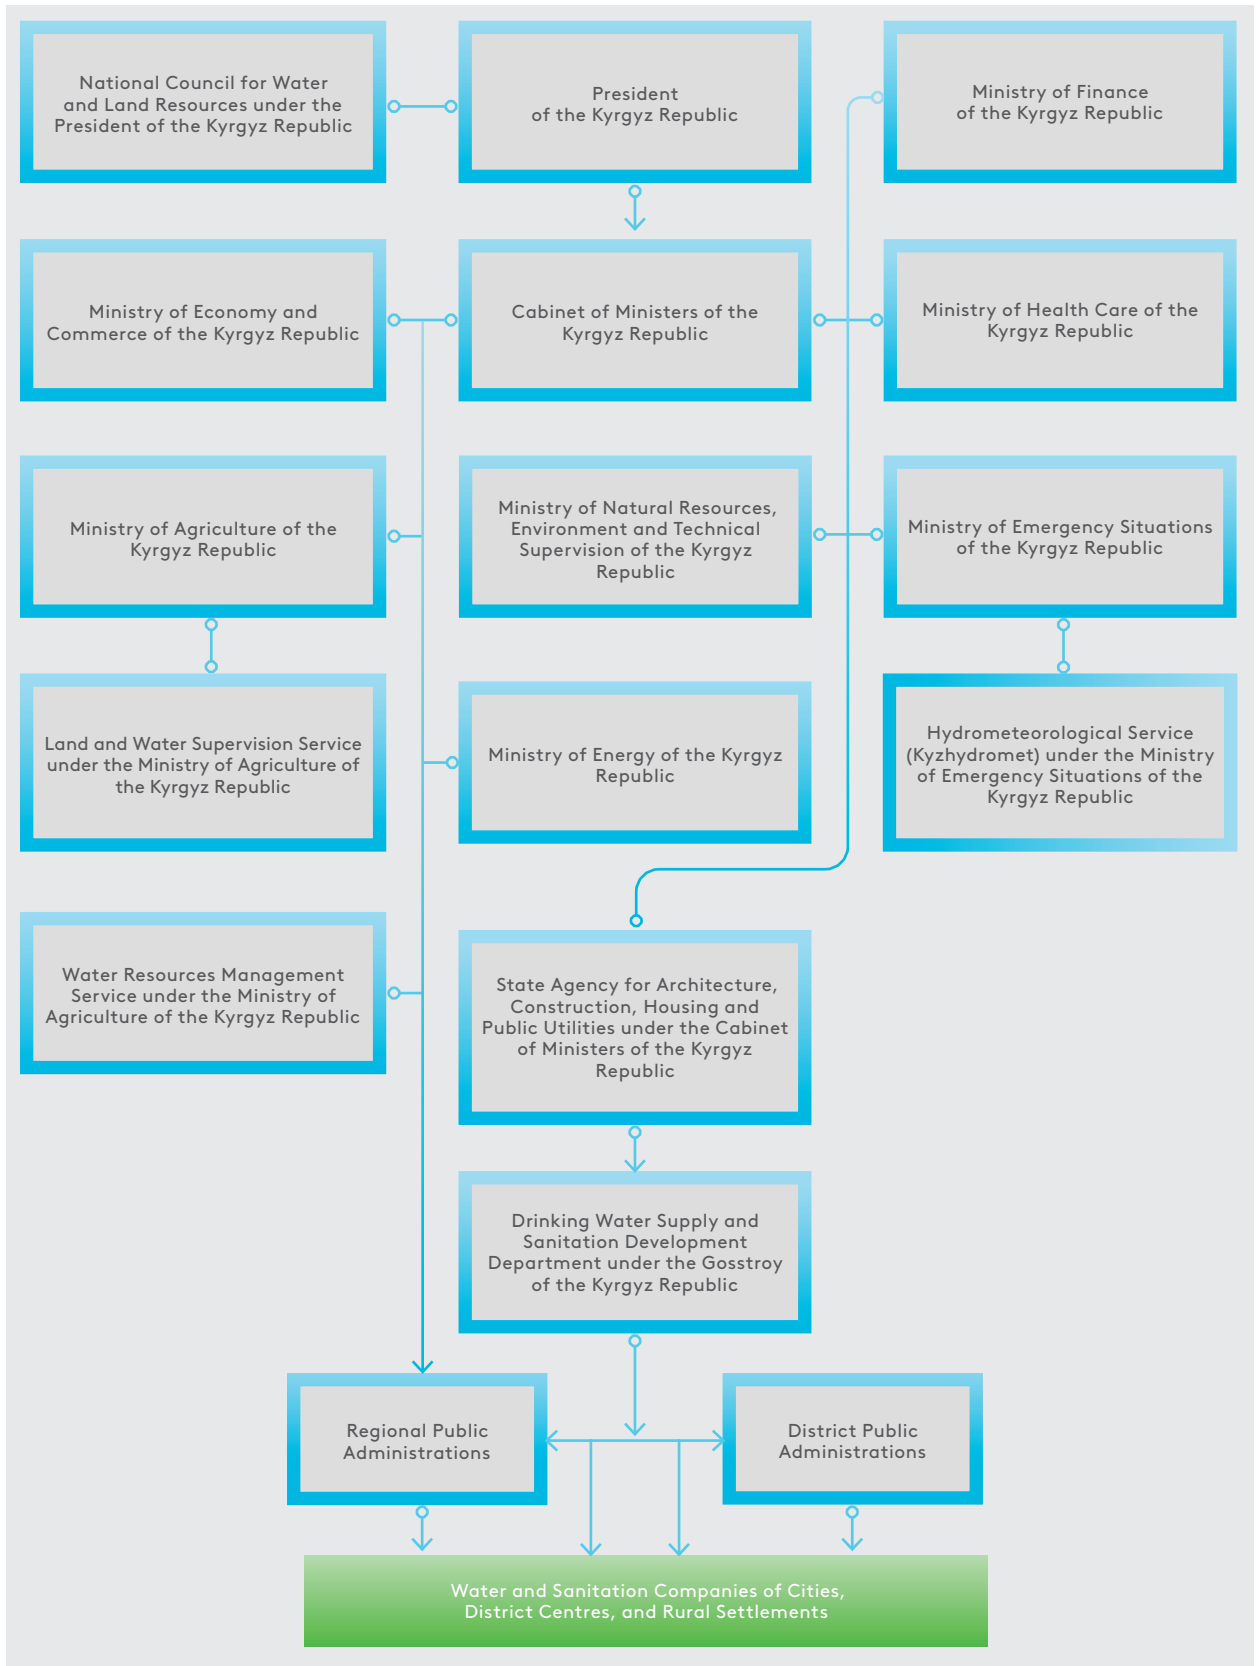 National Council for Water
and Land Resources under the
President of the Kyrgyz Republic
President
of the Kyrgyz Republic
Ministry of Finance
of the Kyrgyz Republic
Ministry of Economy and
Commerce of the Kyrgyz Republic
Cabinet of Ministers of the
Kyrgyz Republic
Ministry of Health Care of the
Kyrgyz Republic
Ministry of Agriculture of the
Kyrgyz Republic
Ministry of Natural Resources,
Environment and Technical
Supervision of the Kyrgyz
Republic
Ministry of Emergency Situations
of the Kyrgyz Republic
Land and Water Supervision Service
under the Ministry of Agriculture of
the Kyrgyz Republic
Ministry of Energy of the Kyrgyz
Republic
Hydrometeorological Service
(Kyzhydromet) under the Ministry
of Emergency Situations of the
Kyrgyz Republic
Water Resources Management
Service under the Ministry of
Agriculture of the Kyrgyz Republic
State Agency for Architecture,
Construction, Housing and
Public Utilities under the Cabinet
of Ministers of the Kyrgyz
Republic
Drinking Water Supply and
Sanitation Development
Department under the Gosstroy
of the Kyrgyz Republic
Regional Public
Administrations
District Public
Administrations
Water and Sanitation Companies of Cities,
District Centres, and Rural Settlements